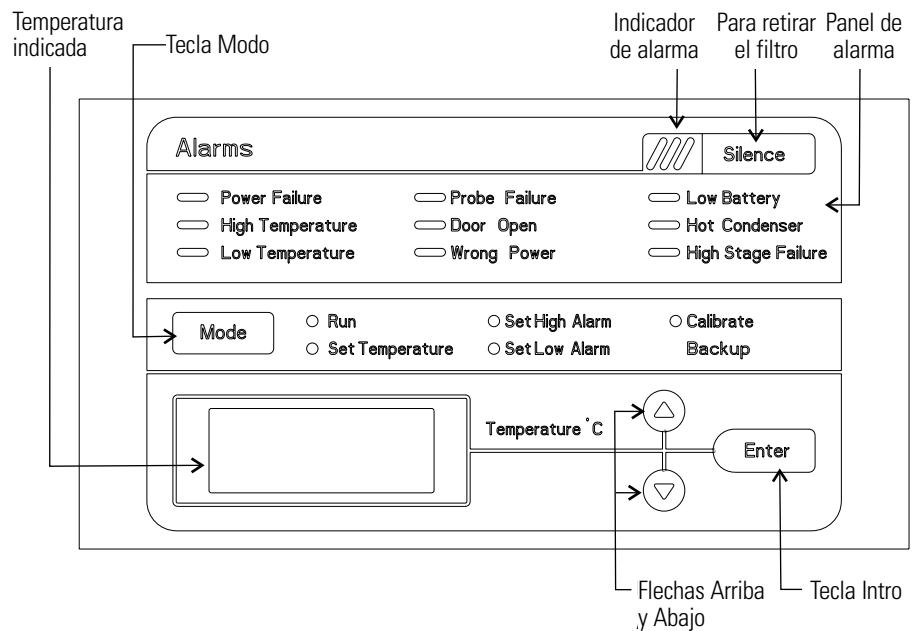 Temperatura
indicada
Tecla Modo
Indicador
de alarma
Para retirar
el filtro
Panel de
alarma
Alarms
Silence
Power Failure
Probe Failure
Low Battery
High Temperature
Door Open
Hot Condenser
Low Temperature
Wrong Power
High Stage Failure
Mode
Run
Set High Alarm
Calibrate
Set Temperature
Set Low Alarm
Backup
Temperature °C
Enter
Flechas Arriba
y Abajo
Tecla Intro